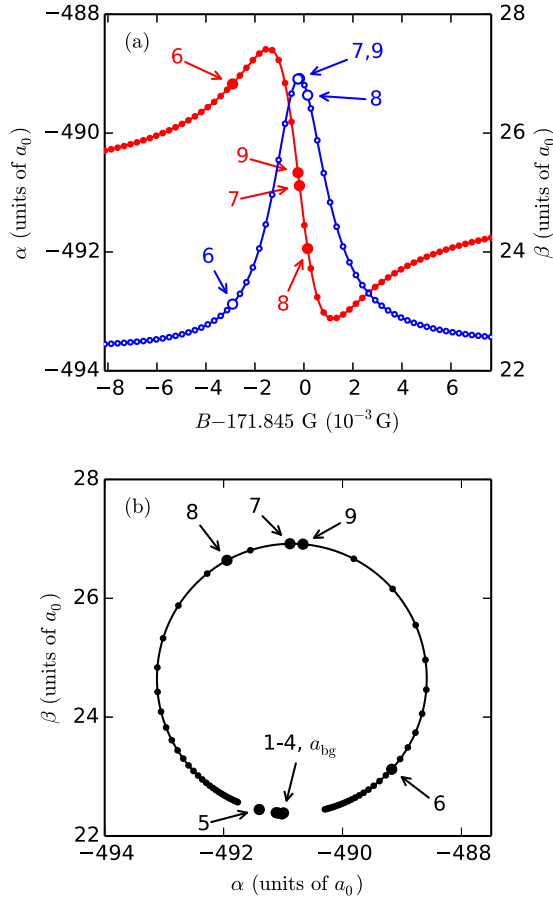 (a)
−488
−490
−492
−494
α (units of a₀)
28
26
24
22
β (units of a₀)
6
7,9
8
9
7
6
8
−8 −6 −4 −2 0 2 4 6
B−171.845 G (10⁻³ G)
(b)
28
26
24
22
β (units of a₀)
8
7
9
1-4, a_bg
5
6
−494 −492 −490 −488
α (units of a₀)